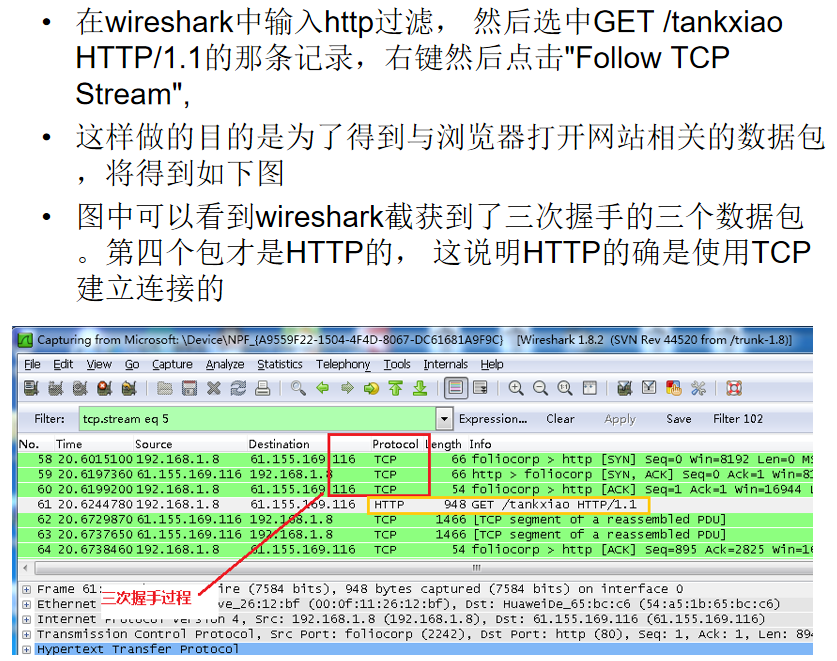 • 在wireshark中输入http过滤， 然后选中GET /tankxiao
HTTP/1.1的那条记录，右键然后点击"Follow TCP
Stream",
• 这样做的目的是为了得到与浏览器打开网站相关的数据包
，将得到如下图
• 图中可以看到wireshark截获到了三次握手的三个数据包
。第四个包才是HTTP的， 这说明HTTP的确是使用TCP
建立连接的
Capturing from Microsoft: \Device\NPF_{A9559F22-1504-4F4D-8067-DC61681A9F9C} [Wireshark 1.8.2 (SVN Rev 44520 from /trunk-1.8)]
File Edit View Go Capture Analyze Statistics Telephony Tools Internals Help
Filter: tcp.stream eq 5 Expression... Clear Apply Save Filter 102
No. Time Source Destination Protocol Length Info
58 20.6015100 192.168.1.8 61.155.169.116 TCP 66 foliocorp > http [SYN] Seq=0 Win=8192 Len=0 MS
59 20.6197360 61.155.169.116 192.168.1.8 TCP 66 http > foliocorp [SYN, ACK] Seq=0 Ack=1 Win=8
60 20.6199200 192.168.1.8 61.155.169.116 TCP 54 foliocorp > http [ACK] Seq=1 Ack=1 Win=16944 L
61 20.6244780 192.168.1.8 61.155.169.116 HTTP 948 GET /tankxiao HTTP/1.1
62 20.6729870 61.155.169.116 192.168.1.8 TCP 1466 [TCP segment of a reassembled PDU]
63 20.6737650 61.155.169.116 192.168.1.8 TCP 1466 [TCP segment of a reassembled PDU]
64 20.6738460 192.168.1.8 61.155.169.116 TCP 54 foliocorp > http [ACK] Seq=895 Ack=2825 Win=16
三次握手过程
Frame 61: ire (7584 bits), 948 bytes captured (7584 bits) on interface 0
Ethernet ve_26:12:bf (00:0f:11:26:12:bf), Dst: HuaweiDe_65:bc:c6 (54:a5:1b:65:bc:c6)
Internet Protocol Version 4, Src: 192.168.1.8 (192.168.1.8), Dst: 61.155.169.116 (61.155.169.116)
Transmission Control Protocol, Src Port: foliocorp (2242), Dst Port: http (80), Seq: 1, Ack: 1, Len: 894
Hypertext Transfer Protocol